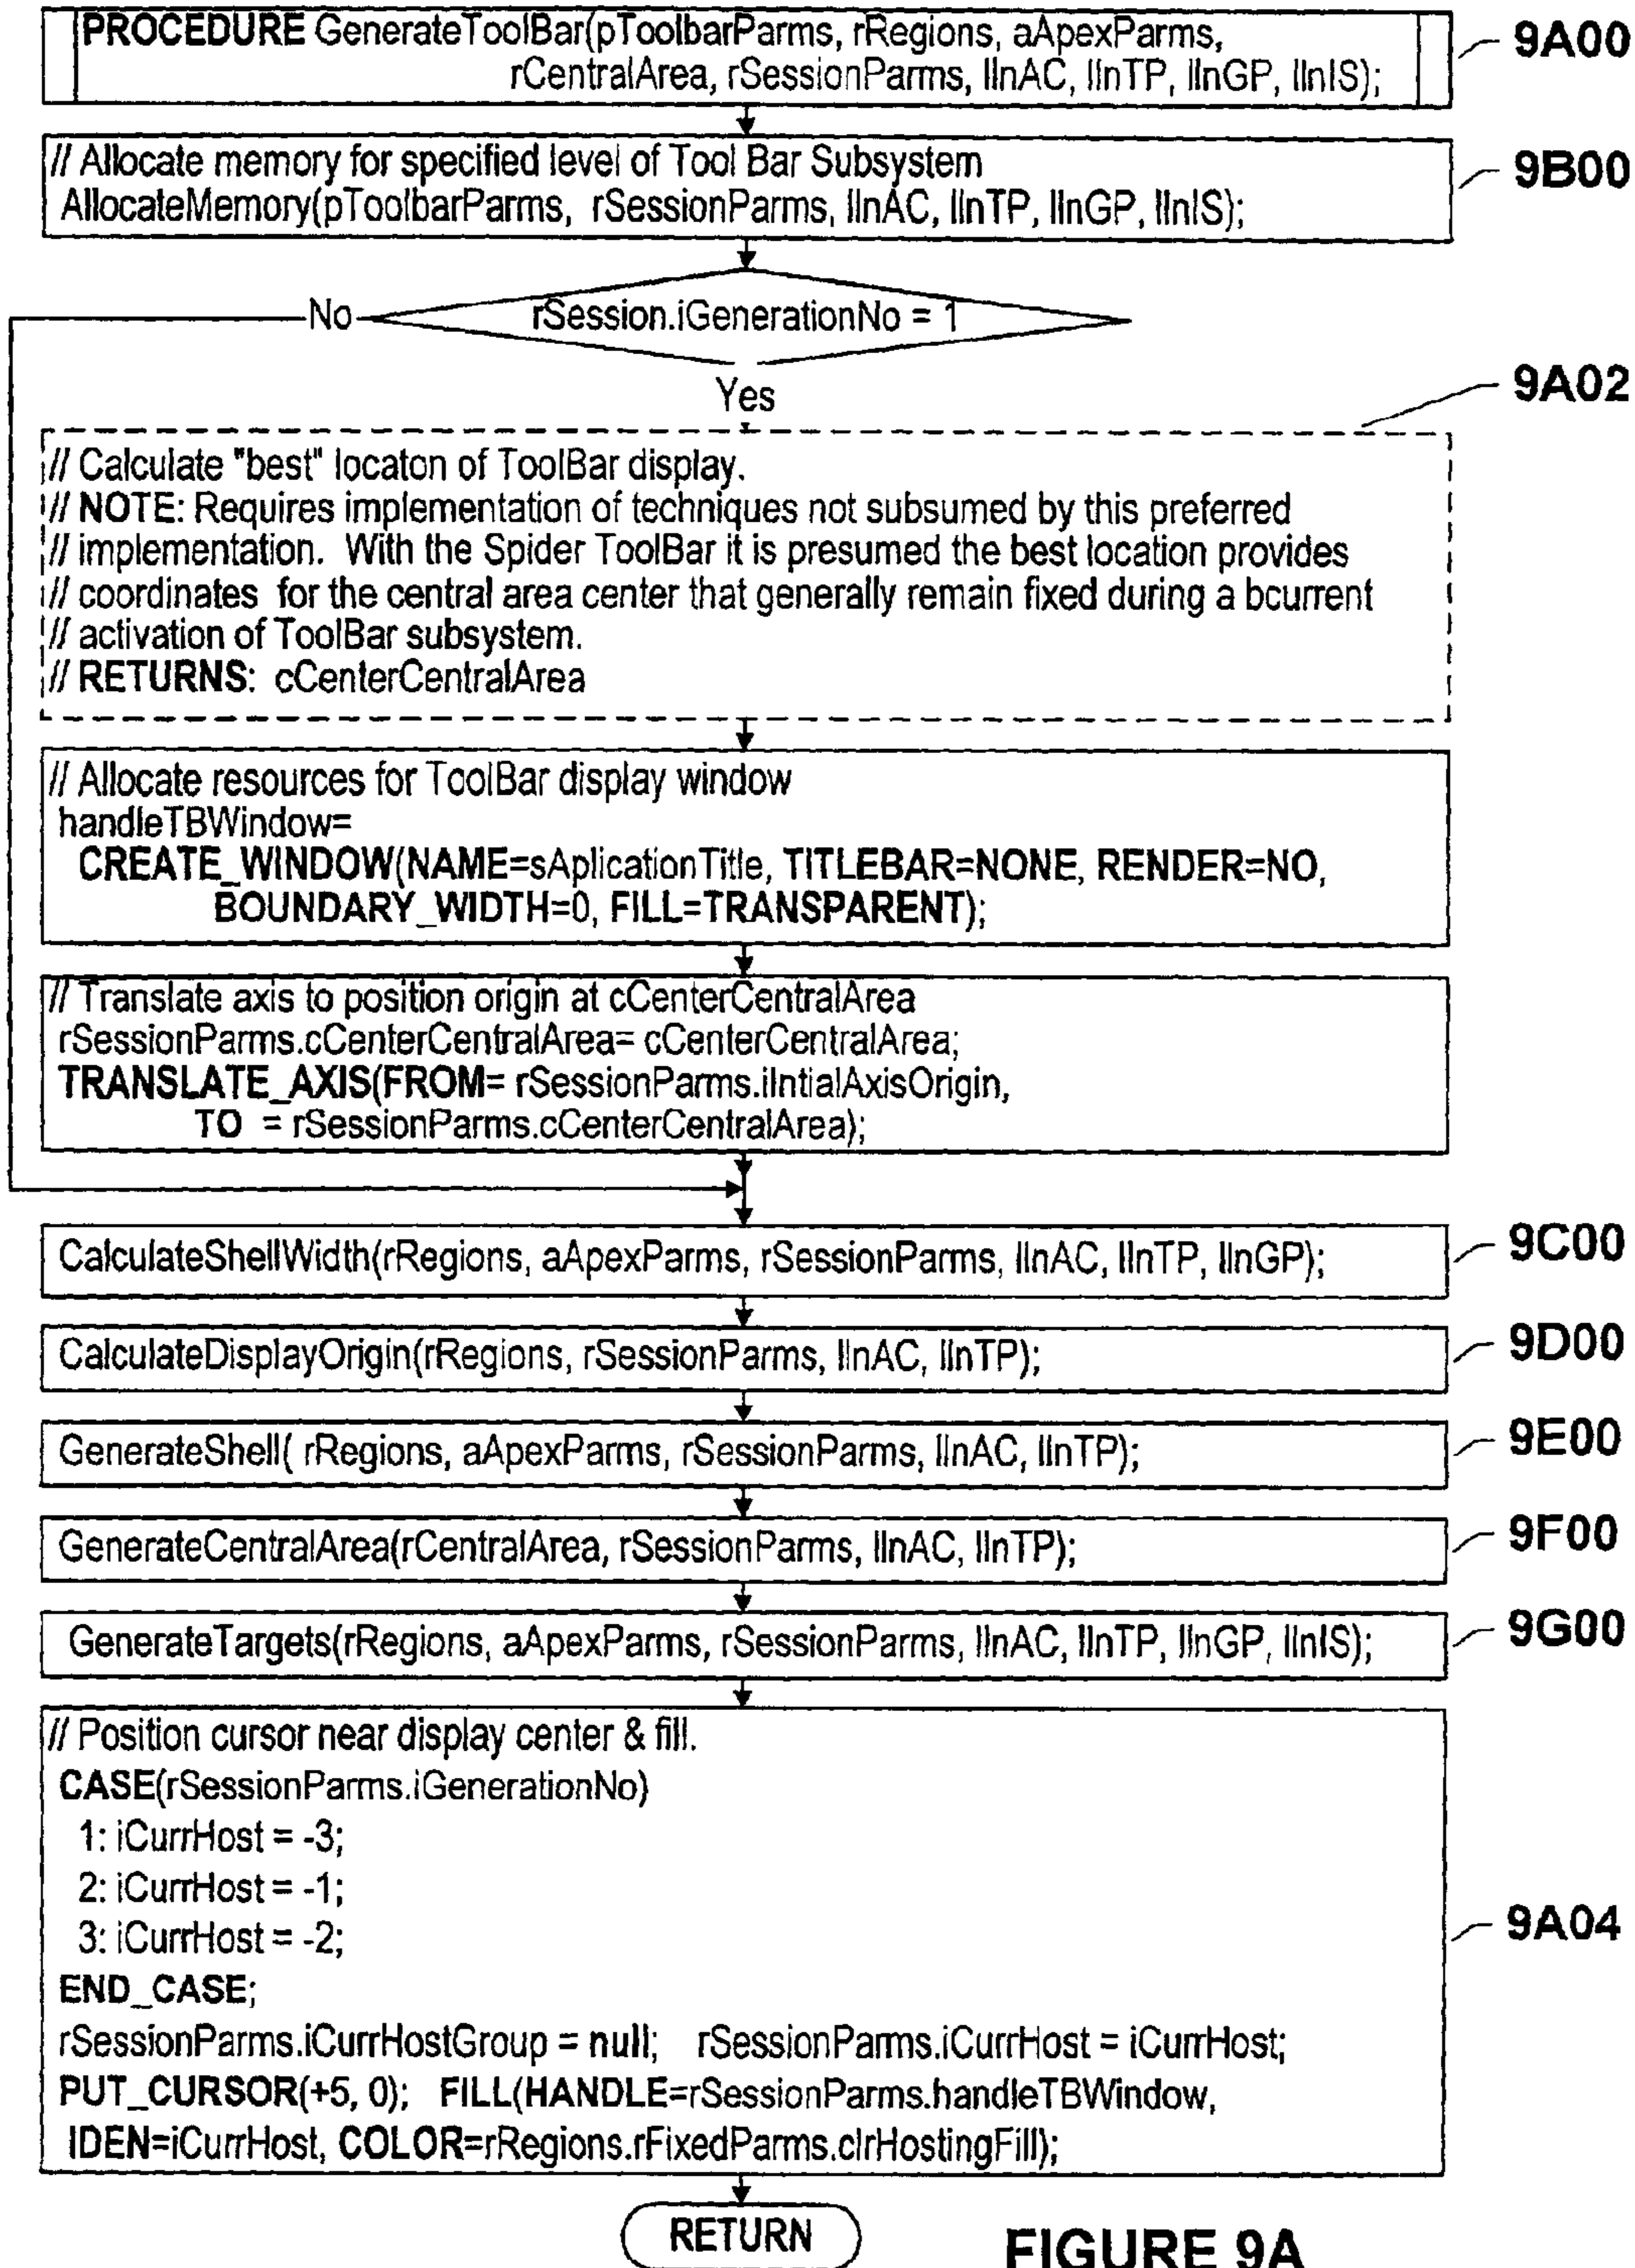 PROCEDURE GenerateToolBar(pToolbarParms, rRegions, aApexParms,
rCentralArea, rSessionParms, llnAC, llnTP, llnGP, llnIS);
9A00
// Allocate memory for specified level of Tool Bar Subsystem
AllocateMemory(pToolbarParms, rSessionParms, llnAC, llnTP, llnGP, llnIS);
9B00
rSession.iGenerationNo = 1
No
Yes
9A02
// Calculate "best" locaton of ToolBar display.
// NOTE: Requires implementation of techniques not subsumed by this preferred
// implementation. With the Spider ToolBar it is presumed the best location provides
// coordinates for the central area center that generally remain fixed during a bcurrent
// activation of ToolBar subsystem.
// RETURNS: cCenterCentralArea
// Allocate resources for ToolBar display window
handleTBWindow=
CREATE_WINDOW(NAME=sAplicationTitle, TITLEBAR=NONE, RENDER=NO,
BOUNDARY_WIDTH=0, FILL=TRANSPARENT);
// Translate axis to position origin at cCenterCentralArea
rSessionParms.cCenterCentralArea= cCenterCentralArea;
TRANSLATE_AXIS(FROM= rSessionParms.iIntialAxisOrigin,
TO = rSessionParms.cCenterCentralArea);
CalculateShellWidth(rRegions, aApexParms, rSessionParms, llnAC, llnTP, llnGP);
9C00
CalculateDisplayOrigin(rRegions, rSessionParms, llnAC, llnTP);
9D00
GenerateShell( rRegions, aApexParms, rSessionParms, llnAC, llnTP);
9E00
GenerateCentralArea(rCentralArea, rSessionParms, llnAC, llnTP);
9F00
GenerateTargets(rRegions, aApexParms, rSessionParms, llnAC, llnTP, llnGP, llnIS);
9G00
// Position cursor near display center & fill.
CASE(rSessionParms.iGenerationNo)
1: iCurrHost = -3;
2: iCurrHost = -1;
3: iCurrHost = -2;
END_CASE;
rSessionParms.iCurrHostGroup = null; rSessionParms.iCurrHost = iCurrHost;
PUT_CURSOR(+5, 0); FILL(HANDLE=rSessionParms.handleTBWindow,
IDEN=iCurrHost, COLOR=rRegions.rFixedParms.clrHostingFill);
9A04
RETURN
FIGURE 9A